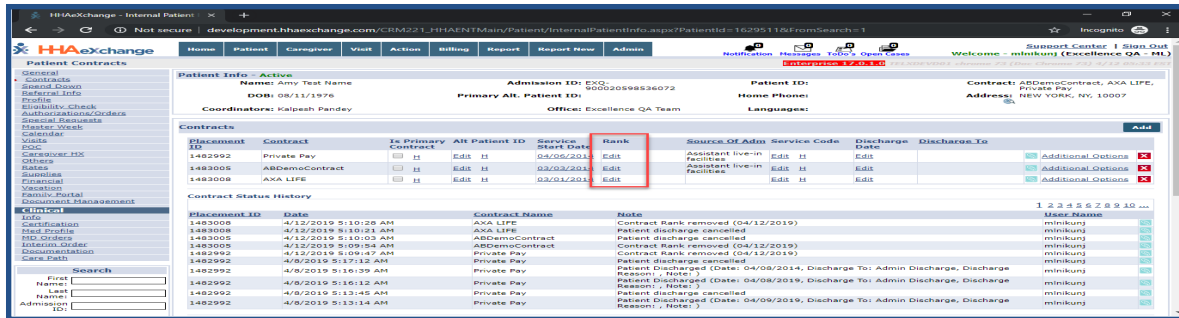 HHAeXchange - Internal Patient
Not secure | development.hhaexchange.com/CRM221_HHAENTMain/Patient/InternalPatientInfo.aspx?PatientId=1629511&FromSearch=1
Incognito
HHAeXchange
Home Patient Caregiver Visit Action Billing Report Report New Admin
Notification Messages ToDo's Open Cases
Support Center | Sign Out
Welcome - mlnikunj (Excellence QA - ML)
Enterprise 17.0.1.0
Patient Contracts
General
Contracts
Spend Down
Referral Info
Profile
Eligibility Check
Authorizations/Orders
Special Requests
Master Week
Calendar
Visits
POC
Caregiver HX
Others
Rates
Supplies
Financial
Vacation
Family Portal
Document Management
Clinical
Info
Certification
Med Profile
MD Orders
Interim Order
Documentation
Care Path
Search
First Name:
Last Name:
Admission ID:
Patient Info - Active
Name: Amy Test Name Admission ID: EXQ-900020598536072 Patient ID: Contract: ABDemoContract, AXA LIFE, Private Pay
DOB: 08/11/1976 Primary Alt. Patient ID: Home Phone: Address: NEW YORK, NY, 10007
Coordinators: Kalpesh Pandey Office: Excellence QA Team Languages:
Contracts Add
Placement ID Contract Is Primary Contract Alt Patient ID Service Start Date Rank Source Of Adm Service Code Discharge Date Discharge To
1482992 Private Pay H Edit H 04/06/2014 Edit Assistant live-in facilities Edit H Edit Additional Options X
1483005 ABDemoContract H Edit H 03/02/2014 Edit Assistant live-in facilities Edit H Edit Additional Options X
1483008 AXA LIFE H Edit H 03/01/2014 Edit Edit H Edit Additional Options X
Contract Status History
1 2 3 4 5 6 7 8 9 10 ...
Placement ID Date Contract Name Note User Name
1483008 4/12/2019 5:10:28 AM AXA LIFE Contract Rank removed (04/12/2019) mlnikunj
1483008 4/12/2019 5:10:21 AM AXA LIFE Patient discharge cancelled mlnikunj
1483005 4/12/2019 5:10:03 AM ABDemoContract Patient discharge cancelled mlnikunj
1483005 4/12/2019 5:09:54 AM ABDemoContract Contract Rank removed (04/12/2019) mlnikunj
1482992 4/12/2019 5:09:47 AM Private Pay Contract Rank removed (04/12/2019) mlnikunj
1482992 4/8/2019 5:17:12 AM Private Pay Patient discharge cancelled mlnikunj
1482992 4/8/2019 5:16:39 AM Private Pay Patient Discharged (Date: 04/08/2014, Discharge To: Admin Discharge, Discharge Reason: , Note: ) mlnikunj
1482992 4/8/2019 5:16:12 AM Private Pay Patient Discharged (Date: 04/08/2019, Discharge To: Admin Discharge, Discharge Reason: , Note: ) mlnikunj
1482992 4/8/2019 5:13:45 AM Private Pay Patient discharge cancelled mlnikunj
1482992 4/8/2019 5:13:14 AM Private Pay Patient Discharged (Date: 04/09/2019, Discharge To: Admin Discharge, Discharge Reason: , Note: ) mlnikunj